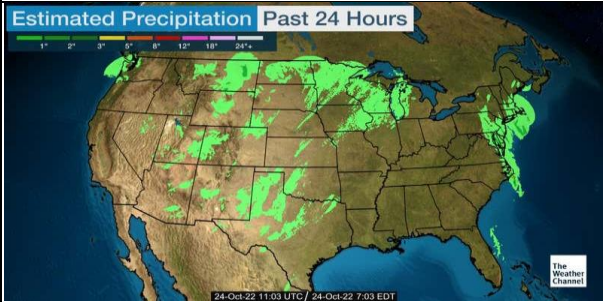 Estimated Precipitation Past 24 Hours
1" 2" 3" 5" 8" 12" 18" 24"+
The
Weather
Channel
24-Oct-22 11:03 UTC / 24-Oct-22 7:03 EDT